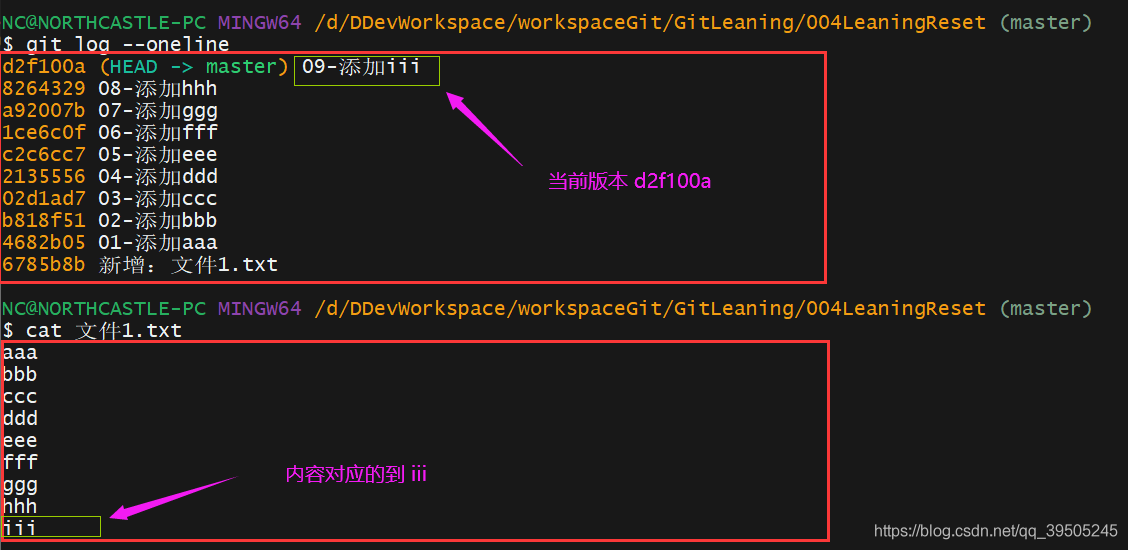 NC@NORTHCASTLE-PC MINGW64 /d/DDevWorkspace/workspaceGit/GitLeaning/004LeaningReset (master)
$ git log --oneline
d2f100a (HEAD -> master) 09-添加iii
8264329 08-添加hhh
a92007b 07-添加ggg
1ce6c0f 06-添加fff
c2c6cc7 05-添加eee
2135556 04-添加ddd
当前版本 d2f100a
02d1ad7 03-添加ccc
b818f51 02-添加bbb
4682b05 01-添加aaa
6785b8b 新增：文件1.txt
NC@NORTHCASTLE-PC MINGW64 /d/DDevWorkspace/workspaceGit/GitLeaning/004LeaningReset (master)
$ cat 文件1.txt
aaa
bbb
ccc
ddd
eee
fff
内容对应的到 iii
ggg
hhh
iii
https://blog.csdn.net/qq_39505245